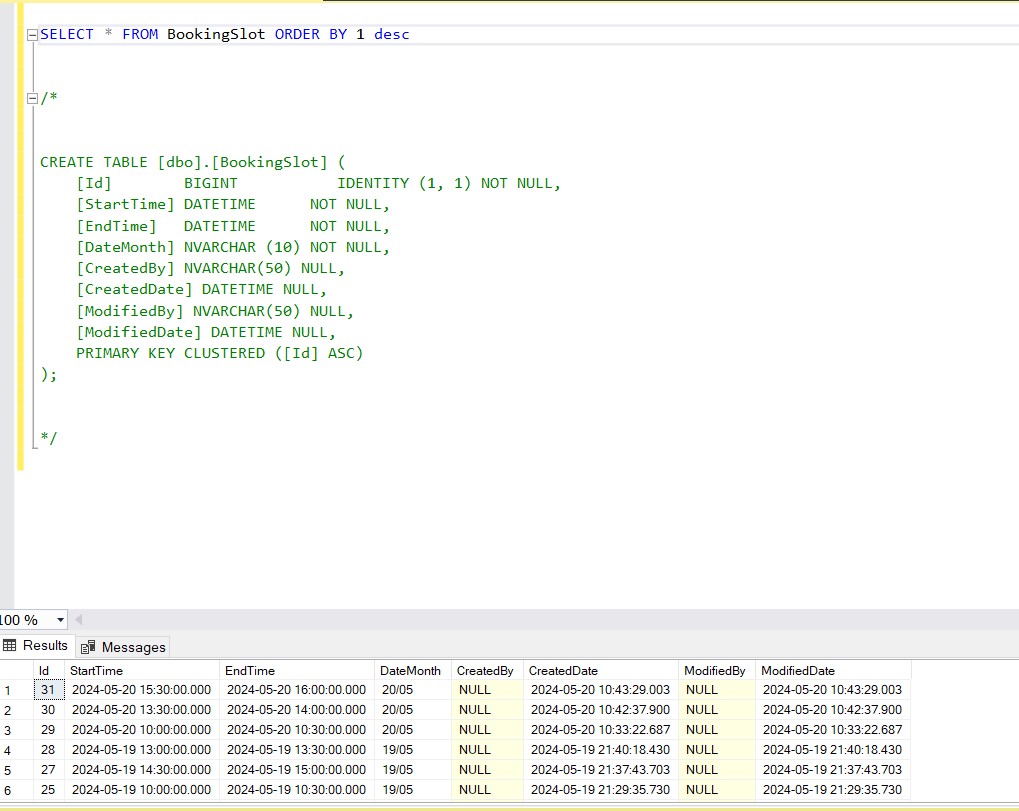 SELECT * FROM BookingSlot ORDER BY 1 desc
/*
CREATE TABLE [dbo].[BookingSlot] (
[Id] BIGINT IDENTITY (1, 1) NOT NULL,
[StartTime] DATETIME NOT NULL,
[EndTime] DATETIME NOT NULL,
[DateMonth] NVARCHAR (10) NOT NULL,
[CreatedBy] NVARCHAR(50) NULL,
[CreatedDate] DATETIME NULL,
[ModifiedBy] NVARCHAR(50) NULL,
[ModifiedDate] DATETIME NULL,
PRIMARY KEY CLUSTERED ([Id] ASC)
);
*/
100 %
Results Messages
Id StartTime EndTime DateMonth CreatedBy CreatedDate ModifiedBy ModifiedDate
1 31 2024-05-20 15:30:00.000 2024-05-20 16:00:00.000 20/05 NULL 2024-05-20 10:43:29.003 NULL 2024-05-20 10:43:29.003
2 30 2024-05-20 13:30:00.000 2024-05-20 14:00:00.000 20/05 NULL 2024-05-20 10:42:37.900 NULL 2024-05-20 10:42:37.900
3 29 2024-05-20 10:00:00.000 2024-05-20 10:30:00.000 20/05 NULL 2024-05-20 10:33:22.687 NULL 2024-05-20 10:33:22.687
4 28 2024-05-19 13:00:00.000 2024-05-19 13:30:00.000 19/05 NULL 2024-05-19 21:40:18.430 NULL 2024-05-19 21:40:18.430
5 27 2024-05-19 14:30:00.000 2024-05-19 15:00:00.000 19/05 NULL 2024-05-19 21:37:43.703 NULL 2024-05-19 21:37:43.703
6 25 2024-05-19 10:00:00.000 2024-05-19 10:30:00.000 19/05 NULL 2024-05-19 21:29:35.730 NULL 2024-05-19 21:29:35.730